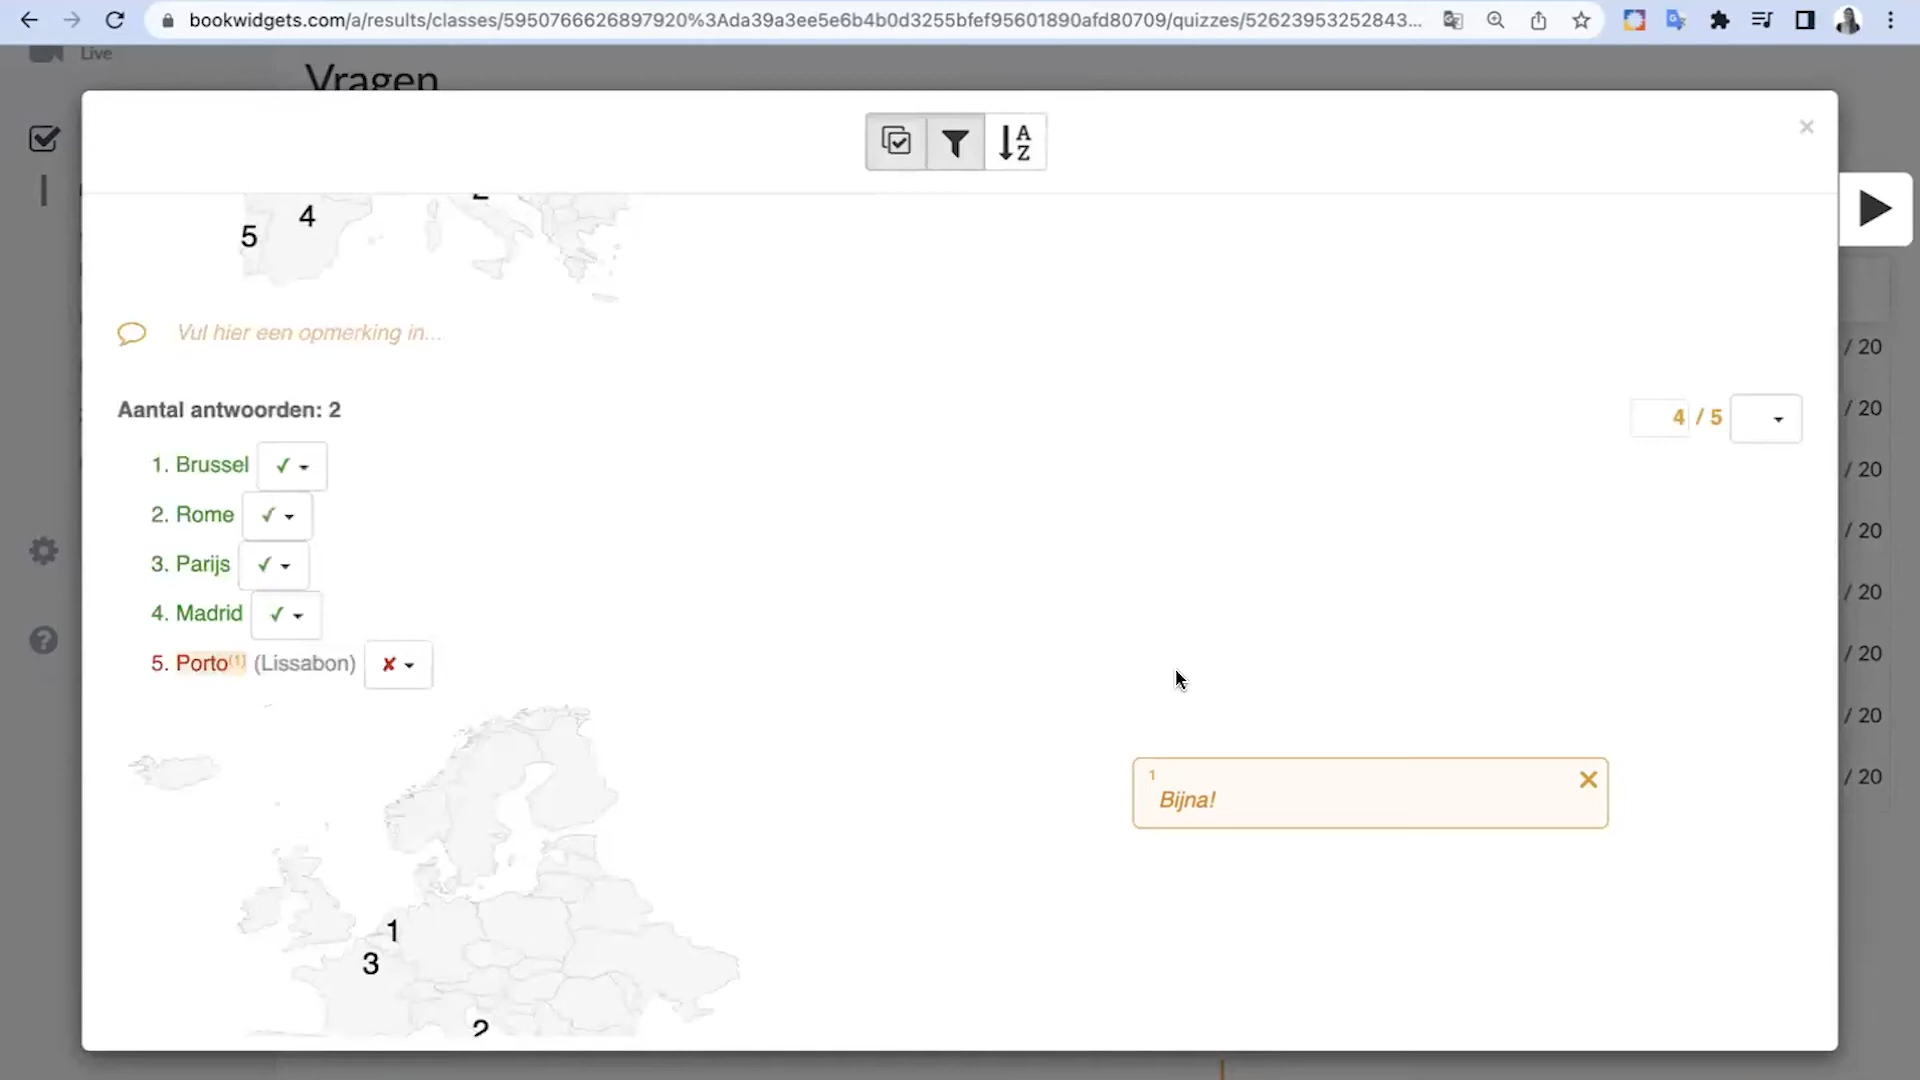 bookwidgets.com/a/results/classes/5950766626897920%3Ada39a3ee5e6b4b0d3255bfef95601890afd80709/quizzes/52623953252843...
Live
Vragen
A
Z
2
4
5
Vul hier een opmerking in...
Aantal antwoorden: 2
4 / 5
1. Brussel
2. Rome
3. Parijs
4. Madrid
5. Porto(1) (Lissabon)
1
Bijna!
1
3
2
/ 20
/ 20
/ 20
/ 20
/ 20
/ 20
/ 20
/ 20